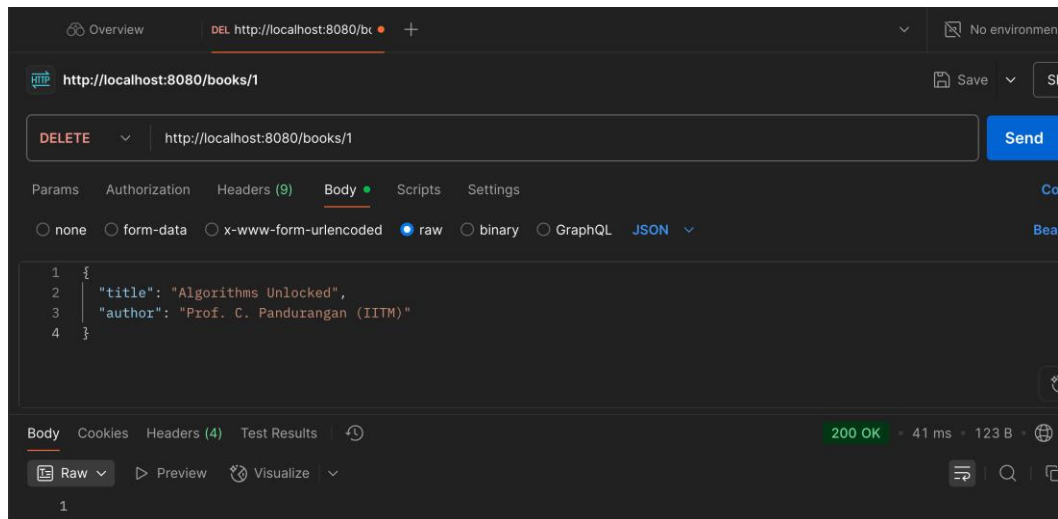 Overview DEL http://localhost:8080/bo + No environmen
HTTP http://localhost:8080/books/1 Save
DELETE http://localhost:8080/books/1 Send
Params Authorization Headers (9) Body Scripts Settings
none form-data x-www-form-urlencoded raw binary GraphQL JSON
1 {
2 "title": "Algorithms Unlocked",
3 "author": "Prof. C. Pandurangan (IITM)"
4 }
Body Cookies Headers (4) Test Results 200 OK • 41 ms • 123 B
Raw Preview Visualize
1